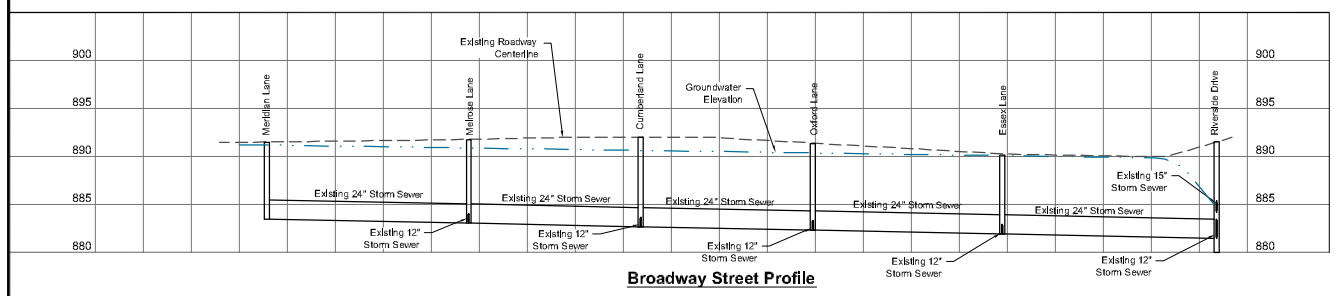 Existing Roadway
Centerline
900
900
Groundwater
Elevation
895
895
Meridian Lane
Melrose Lane
Cumberland Lane
Oxford Lane
Essex Lane
Riverside Drive
890
890
Existing 15"
Storm Sewer
Existing 24" Storm Sewer
Existing 24" Storm Sewer
Existing 24" Storm Sewer
Existing 24" Storm Sewer
Existing 24" Storm Sewer
885
885
Existing 12"
Storm Sewer
Existing 12"
Storm Sewer
Existing 12"
Storm Sewer
Existing 12"
Storm Sewer
Existing 12"
Storm Sewer
880
880
Broadway Street Profile